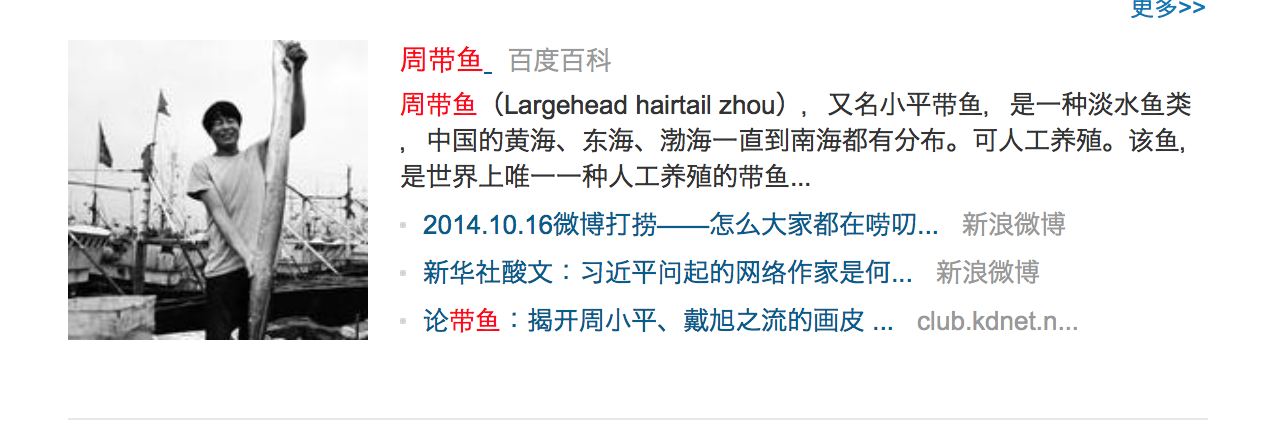 更多>>
周带鱼_ 百度百科
周带鱼（Largehead hairtail zhou），又名小平带鱼，是一种淡水鱼类
，中国的黄海、东海、渤海一直到南海都有分布。可人工养殖。该鱼，
是世界上唯一一种人工养殖的带鱼...
2014.10.16微博打捞——怎么大家都在唠叨... 新浪微博
新华社酸文：习近平问起的网络作家是何... 新浪微博
论带鱼：揭开周小平、戴旭之流的画皮 ... club.kdnet.n...